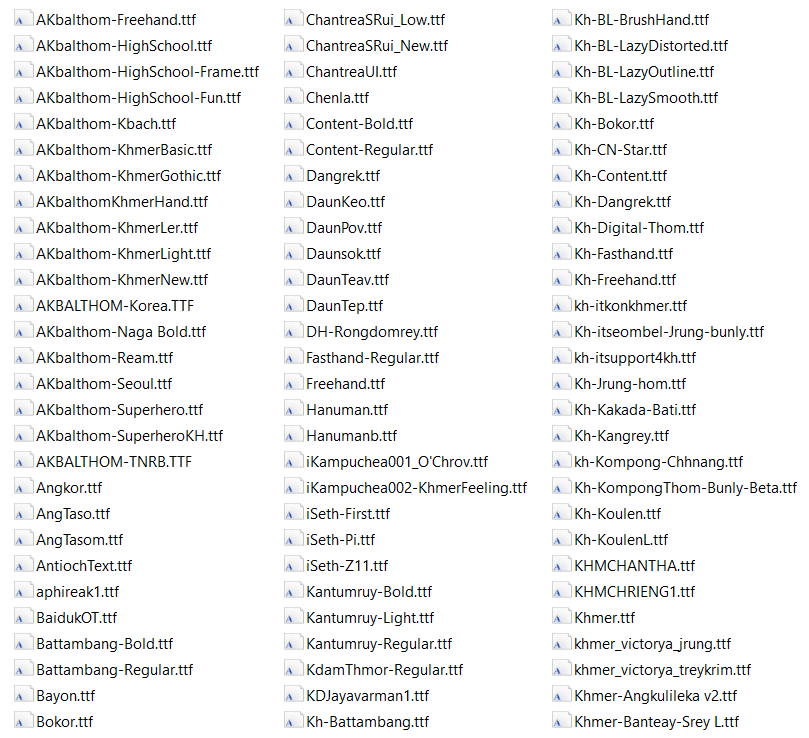 AKbalthom-Freehand.ttf
AKbalthom-HighSchool.ttf
AKbalthom-HighSchool-Frame.ttf
AKbalthom-HighSchool-Fun.ttf
AKbalthom-Kbach.ttf
AKbalthom-KhmerBasic.ttf
AKbalthom-KhmerGothic.ttf
AKbalthomKhmerHand.ttf
AKbalthom-KhmerLer.ttf
AKbalthom-KhmerLight.ttf
AKbalthom-KhmerNew.ttf
AKBALTHOM-Korea.TTF
AKbalthom-Naga Bold.ttf
AKbalthom-Ream.ttf
AKbalthom-Seoul.ttf
AKbalthom-Superhero.ttf
AKbalthom-SuperheroKH.ttf
AKBALTHOM-TNRB.TTF
Angkor.ttf
AngTaso.ttf
AngTasom.ttf
AntiochText.ttf
aphireak1.ttf
BaidukOT.ttf
Battambang-Bold.ttf
Battambang-Regular.ttf
Bayon.ttf
Bokor.ttf
ChantreaSRui_Low.ttf
ChantreaSRui_New.ttf
ChantreaUI.ttf
Chenla.ttf
Content-Bold.ttf
Content-Regular.ttf
Dangrek.ttf
DaunKeo.ttf
DaunPov.ttf
Daunsok.ttf
DaunTeav.ttf
DaunTep.ttf
DH-Rongdomrey.ttf
Fasthand-Regular.ttf
Freehand.ttf
Hanuman.ttf
Hanumanb.ttf
iKampuchea001_O'Chrov.ttf
iKampuchea002-KhmerFeeling.ttf
iSeth-First.ttf
iSeth-Pi.ttf
iSeth-Z11.ttf
Kantumruy-Bold.ttf
Kantumruy-Light.ttf
Kantumruy-Regular.ttf
KdamThmor-Regular.ttf
KDJayavarman1.ttf
Kh-Battambang.ttf
Kh-BL-BrushHand.ttf
Kh-BL-LazyDistorted.ttf
Kh-BL-LazyOutline.ttf
Kh-BL-LazySmooth.ttf
Kh-Bokor.ttf
Kh-CN-Star.ttf
Kh-Content.ttf
Kh-Dangrek.ttf
Kh-Digital-Thom.ttf
Kh-Fasthand.ttf
Kh-Freehand.ttf
kh-itkonkhmer.ttf
Kh-itseombel-Jrung-bunly.ttf
kh-itsupport4kh.ttf
Kh-Jrung-hom.ttf
Kh-Kakada-Bati.ttf
Kh-Kangrey.ttf
kh-Kompong-Chhnang.ttf
Kh-KompongThom-Bunly-Beta.ttf
Kh-Koulen.ttf
Kh-KoulenL.ttf
KHMCHANTHA.ttf
KHMCHRIENG1.ttf
Khmer.ttf
khmer_victorya_jrung.ttf
khmer_victorya_treykrim.ttf
Khmer-Angkulileka v2.ttf
Khmer-Banteay-Srey L.ttf